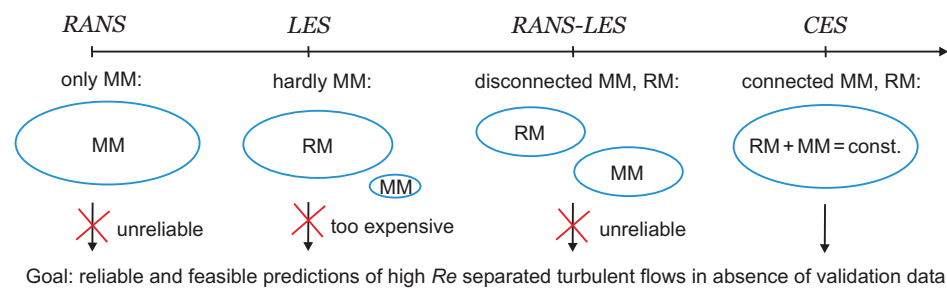 RANS LES RANS-LES CES
only MM: hardly MM: disconnected MM, RM: connected MM, RM:
MM RM RM MM MM RM + MM = const.
unreliable too expensive unreliable
Goal: reliable and feasible predictions of high Re separated turbulent flows in absence of validation data